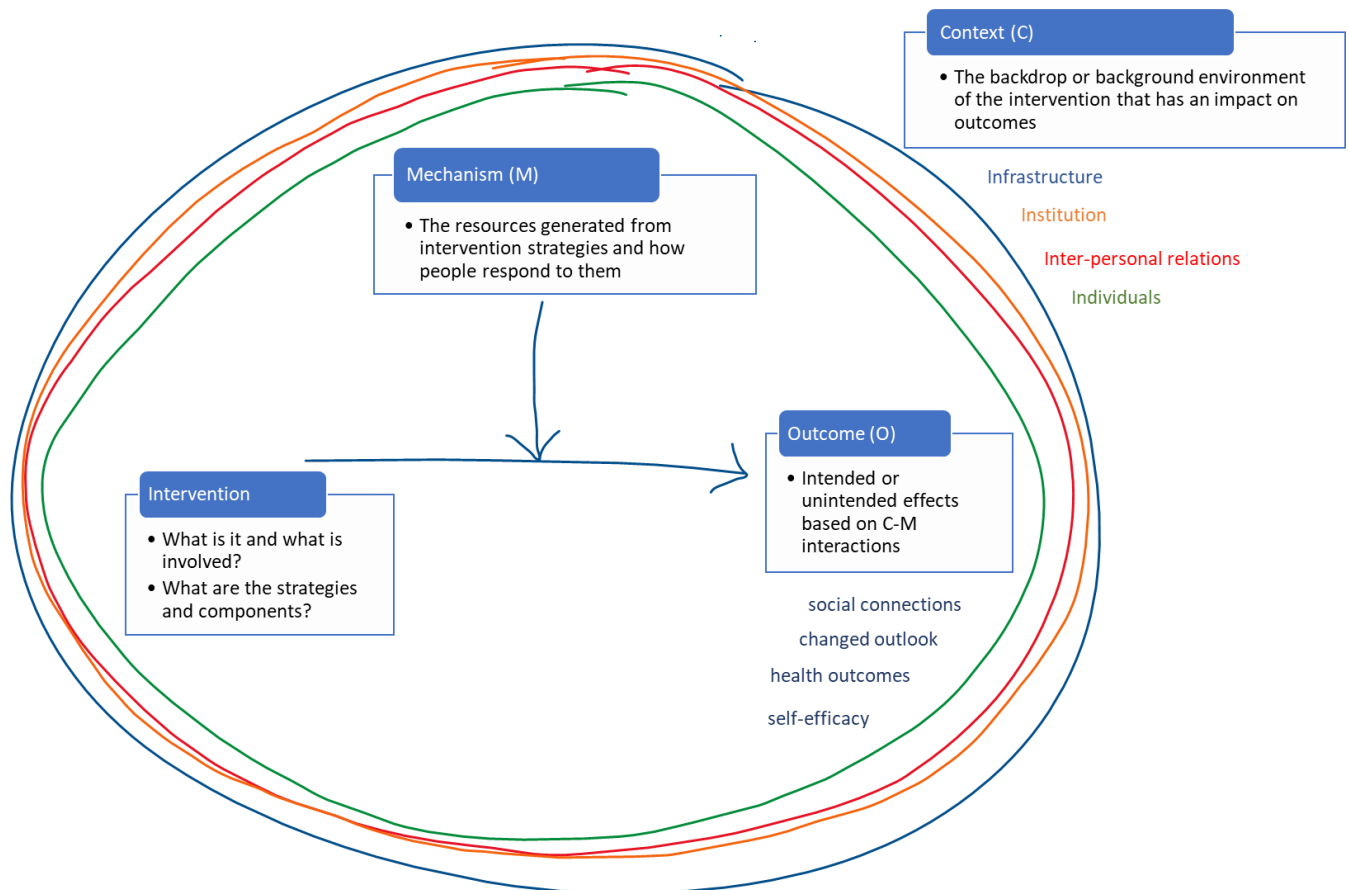 Context (C)
• The backdrop or background environment
of the intervention that has an impact on
outcomes
Infrastructure
Institution
Inter-personal relations
Individuals
Mechanism (M)
• The resources generated from
intervention strategies and how
people respond to them
Intervention
• What is it and what is
involved?
• What are the strategies
and components?
Outcome (O)
• Intended or
unintended effects
based on C-M
interactions
social connections
changed outlook
health outcomes
self-efficacy